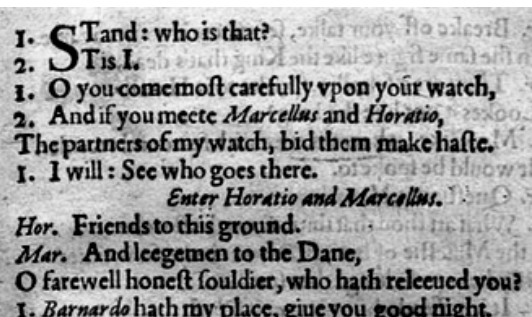 1. STand: who is that?
2. Tis I.
1. O you come moſt carefully vpon your watch,
2. And if you meete Marcellus and Horatio,
The partners of my watch, bid them make haſte.
1. I will: See who goes there.
Enter Horatio and Marcellus.
Hor. Friends to this ground.
Mar. And leegemen to the Dane,
O farewell honeſt ſouldier, who hath releeued you?
1. Barnardo hath my place, giue you good night.